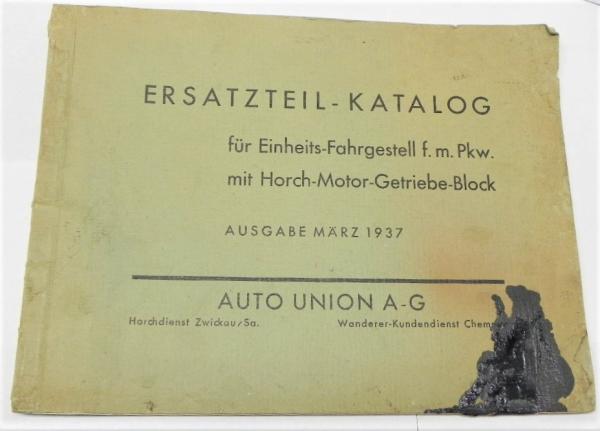 ERSATZTEIL-KATALOG
für Einheits-Fahrgestell f. m. Pkw.
mit Horch-Motor-Getriebe-Block
AUSGABE MÄRZ 1937
AUTO UNION A-G
Horchdienst Zwickau/Sa. Wanderer-Kundendienst